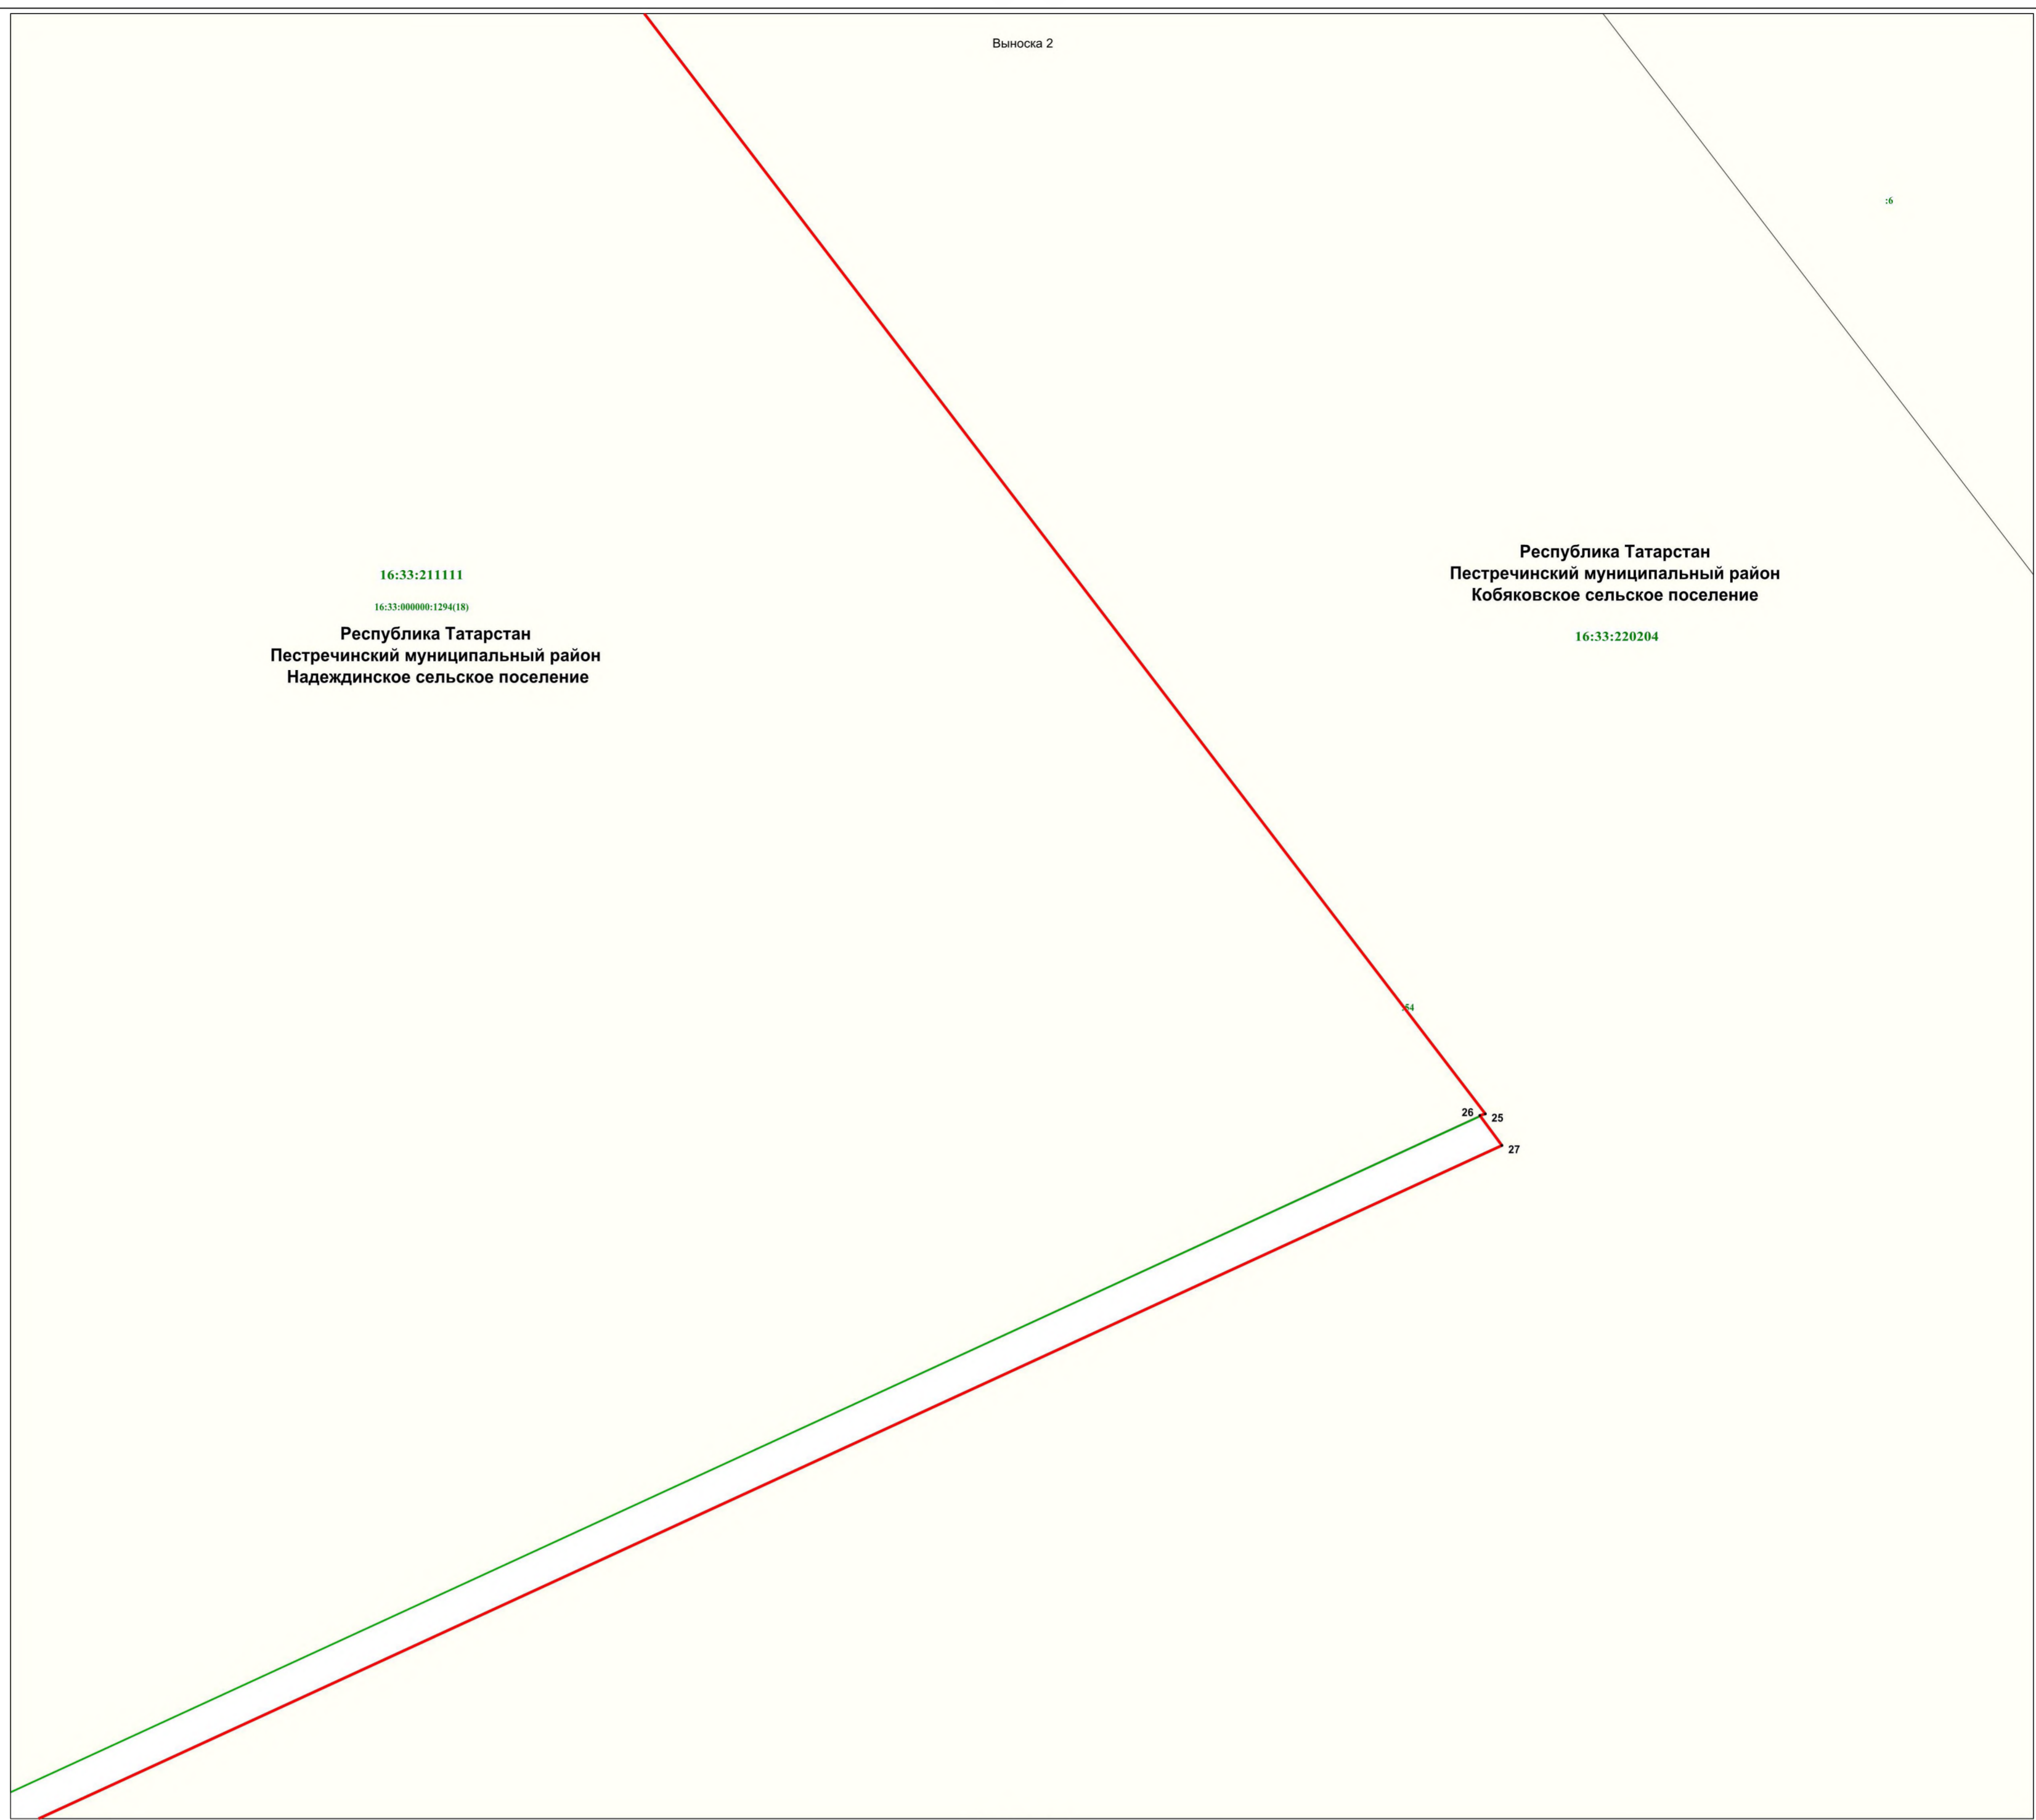 Выноска 2
:6
16:33:211111
16:33:000000:1294(18)
Республика Татарстан
Пестречинский муниципальный район
Надеждинское сельское поселение
Республика Татарстан
Пестречинский муниципальный район
Кобяковское сельское поселение
16:33:220204
:54
26
25
27